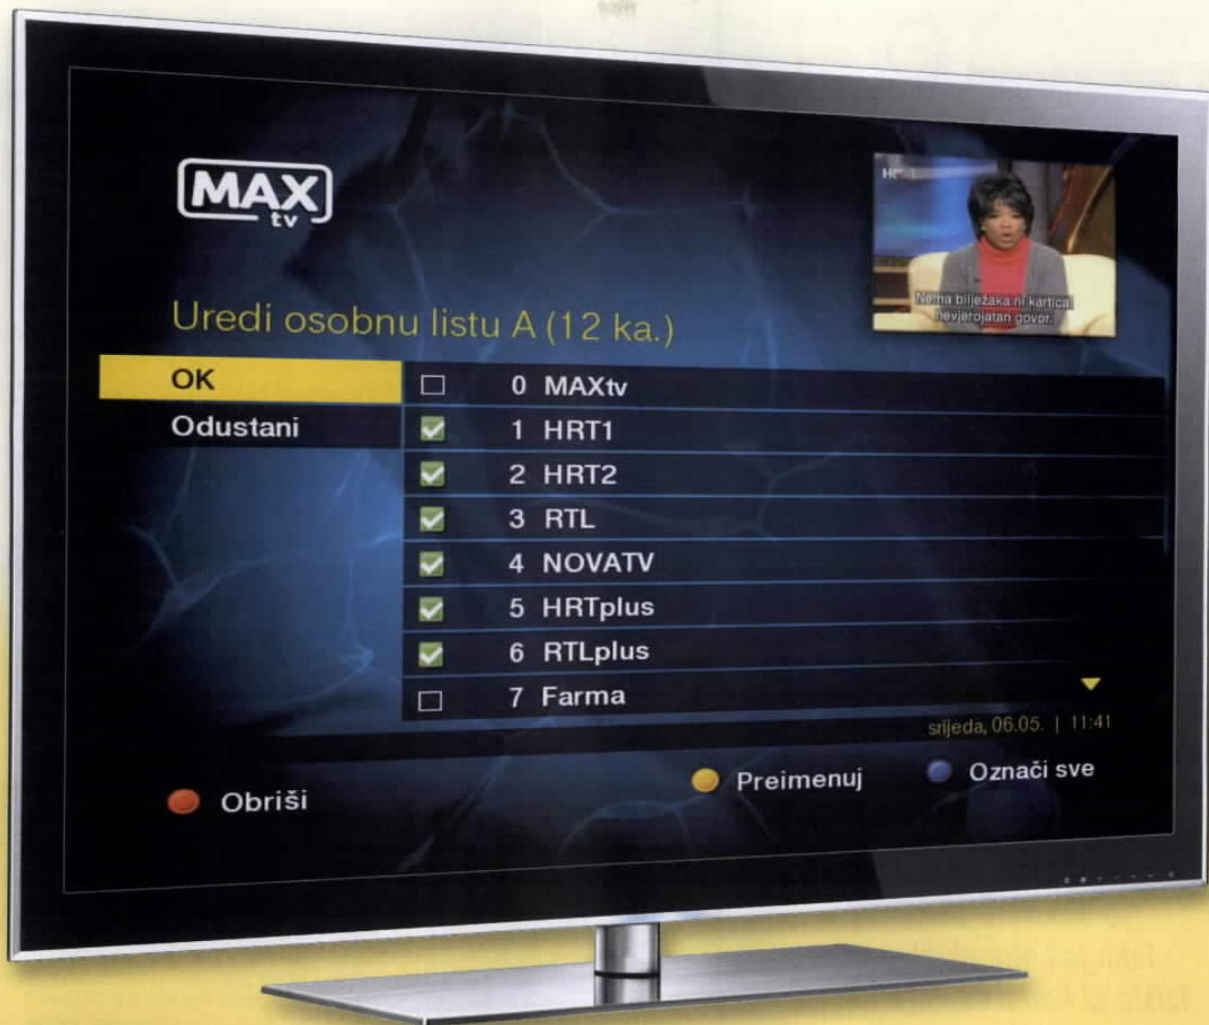 MAX
tv
Nema bilježaka ni kartica,
nevjerojatan govor.
Uredi osobnu listu A (12 ka.)
OK
Odustani
0 MAXtv
1 HRT1
2 HRT2
3 RTL
4 NOVATV
5 HRTplus
6 RTLplus
7 Farma
srijeda, 06.05. | 11:41
Obriši
Preimenuj
Označi sve